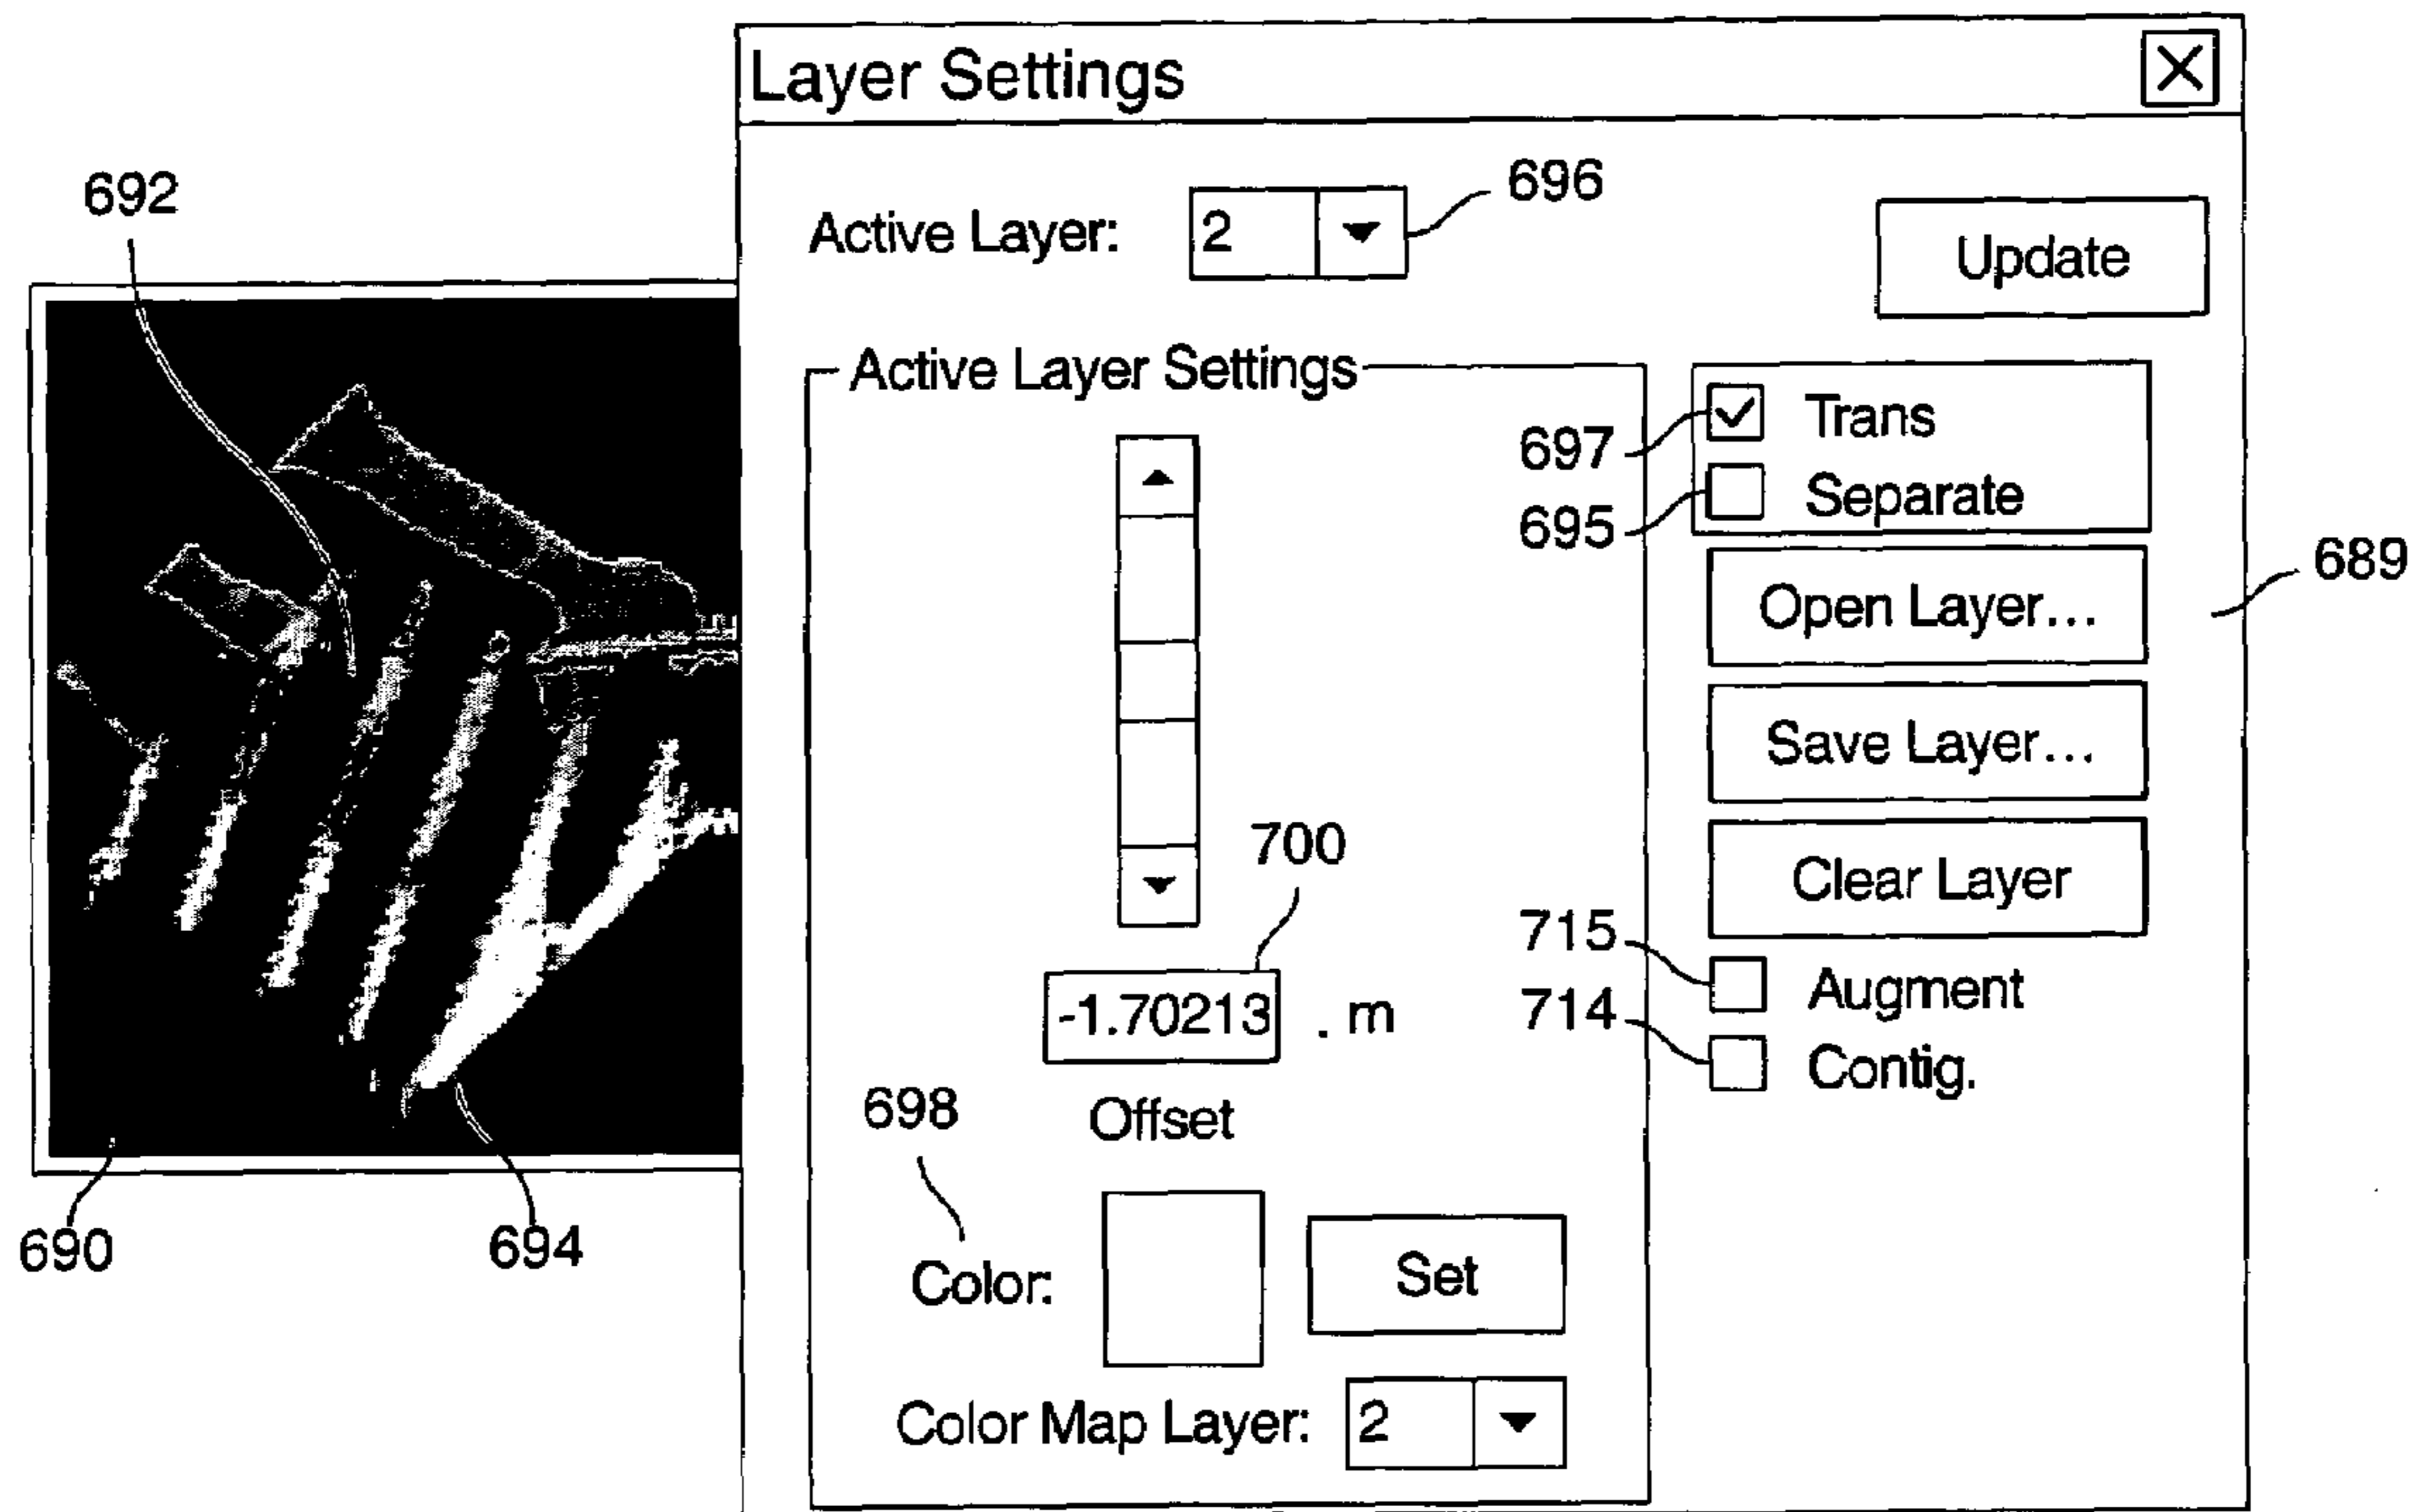 Layer Settings
692
Active Layer:
2
696
Update
Active Layer Settings
697
Trans
695
Separate
689
Open Layer...
Save Layer...
700
Clear Layer
715
Augment
-1.70213
. m
714
Contig.
698
Offset
690
694
Color:
Set
Color Map Layer:
2